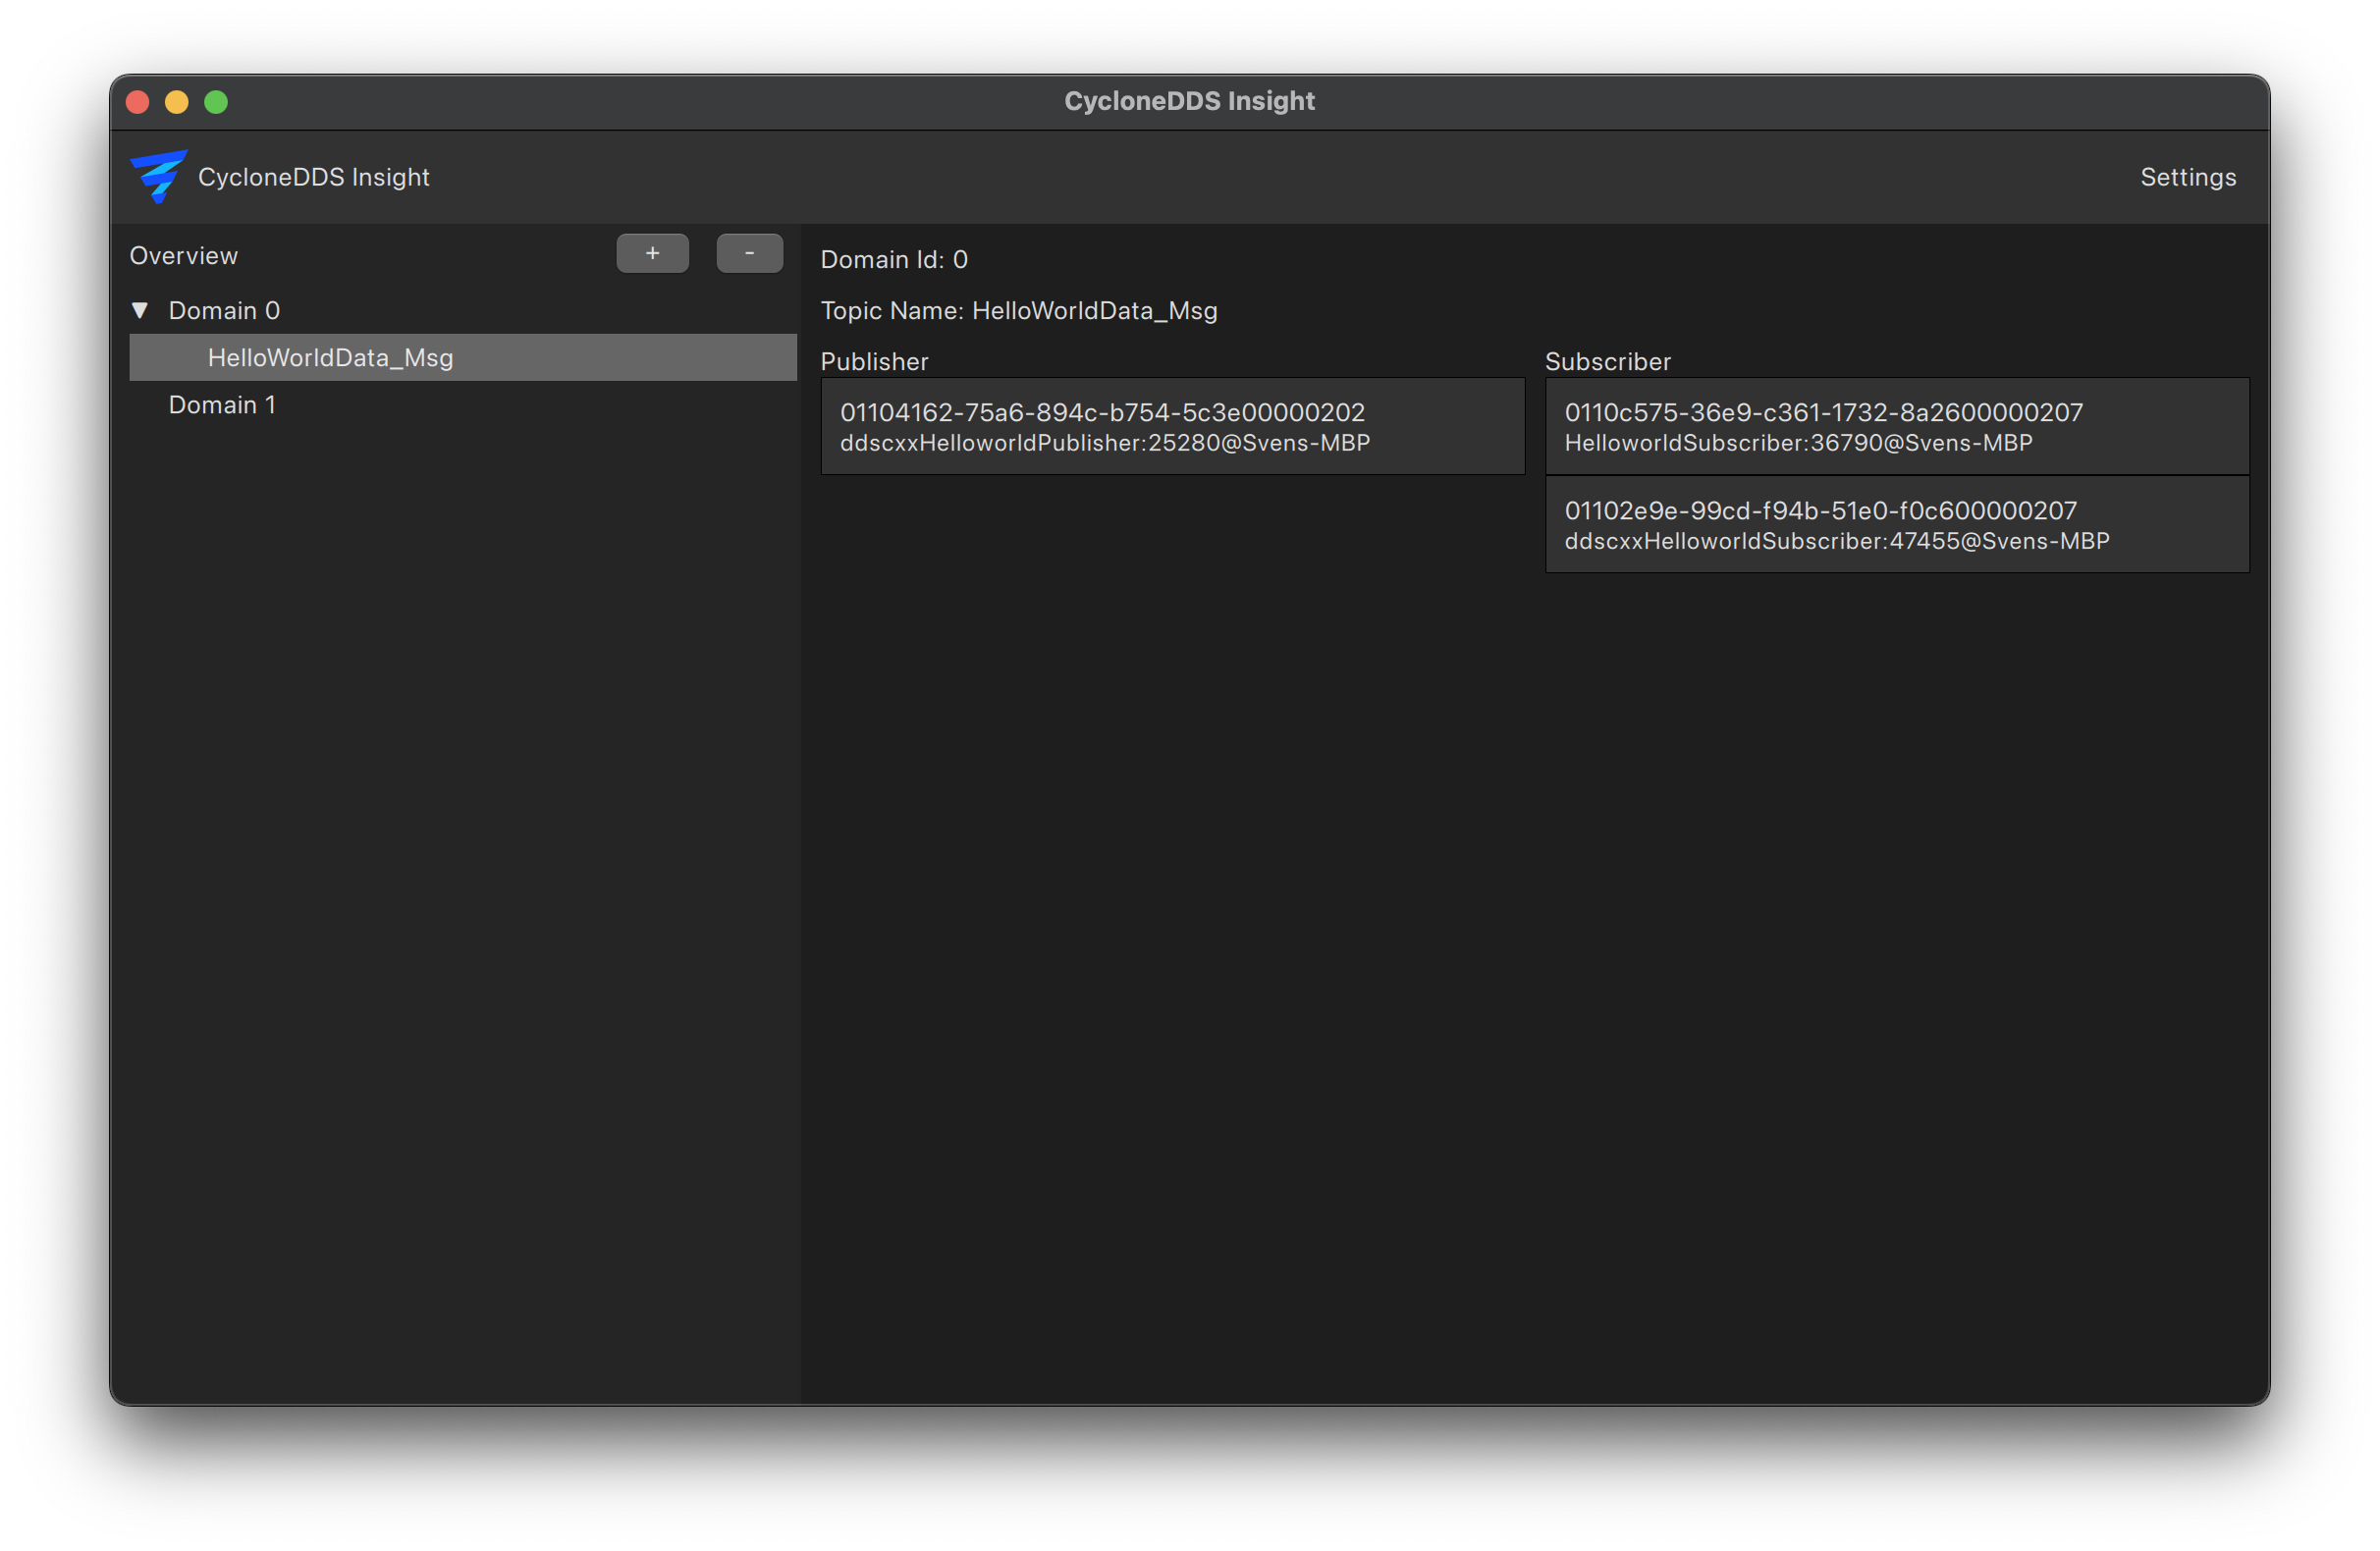 CycloneDDS Insight
CycloneDDS Insight
Settings
Overview
+
-
Domain 0
HelloWorldData_Msg
Domain 1
Domain Id: 0
Topic Name: HelloWorldData_Msg
Publisher
01104162-75a6-894c-b754-5c3e00000202
ddscxxHelloworldPublisher:25280@Svens-MBP
Subscriber
0110c575-36e9-c361-1732-8a2600000207
HelloworldSubscriber:36790@Svens-MBP
01102e9e-99cd-f94b-51e0-f0c600000207
ddscxxHelloworldSubscriber:47455@Svens-MBP